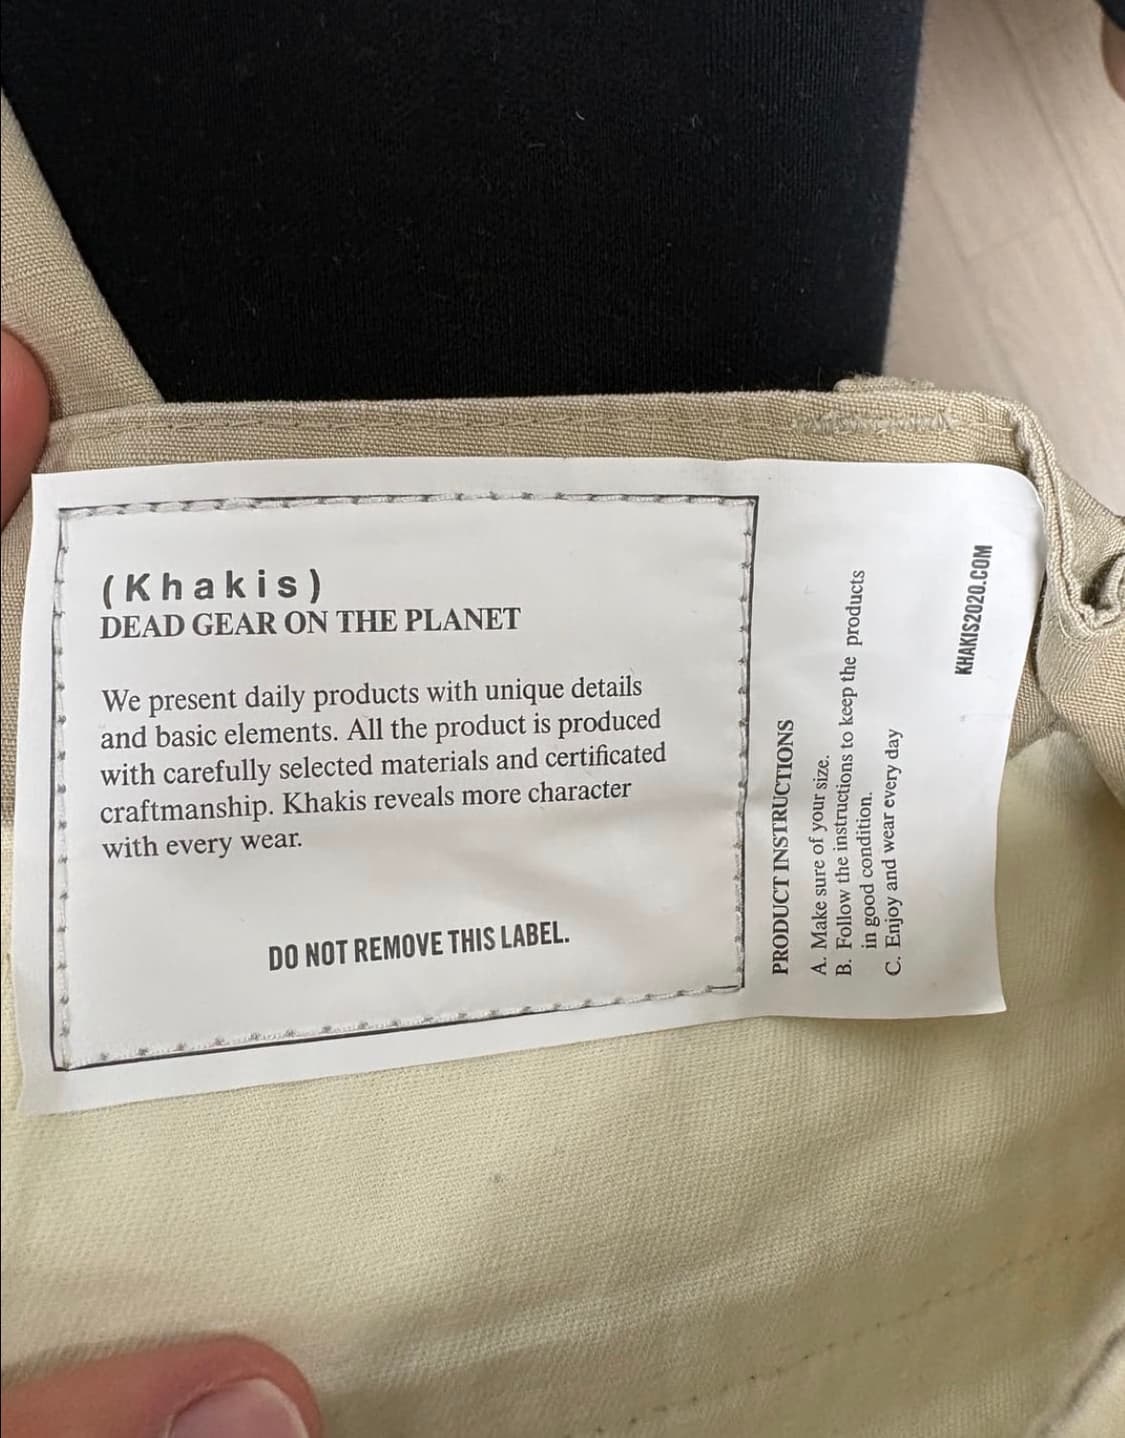 (Khakis)
DEAD GEAR ON THE PLANET
We present daily products with unique details
and basic elements. All the product is produced
with carefully selected materials and certificated
craftmanship. Khakis reveals more character
with every wear.
DO NOT REMOVE THIS LABEL.
PRODUCT INSTRUCTIONS
A. Make sure of your size.
B. Follow the instructions to keep the products
in good condition.
C. Enjoy and wear every day
KHAKIS2020.COM